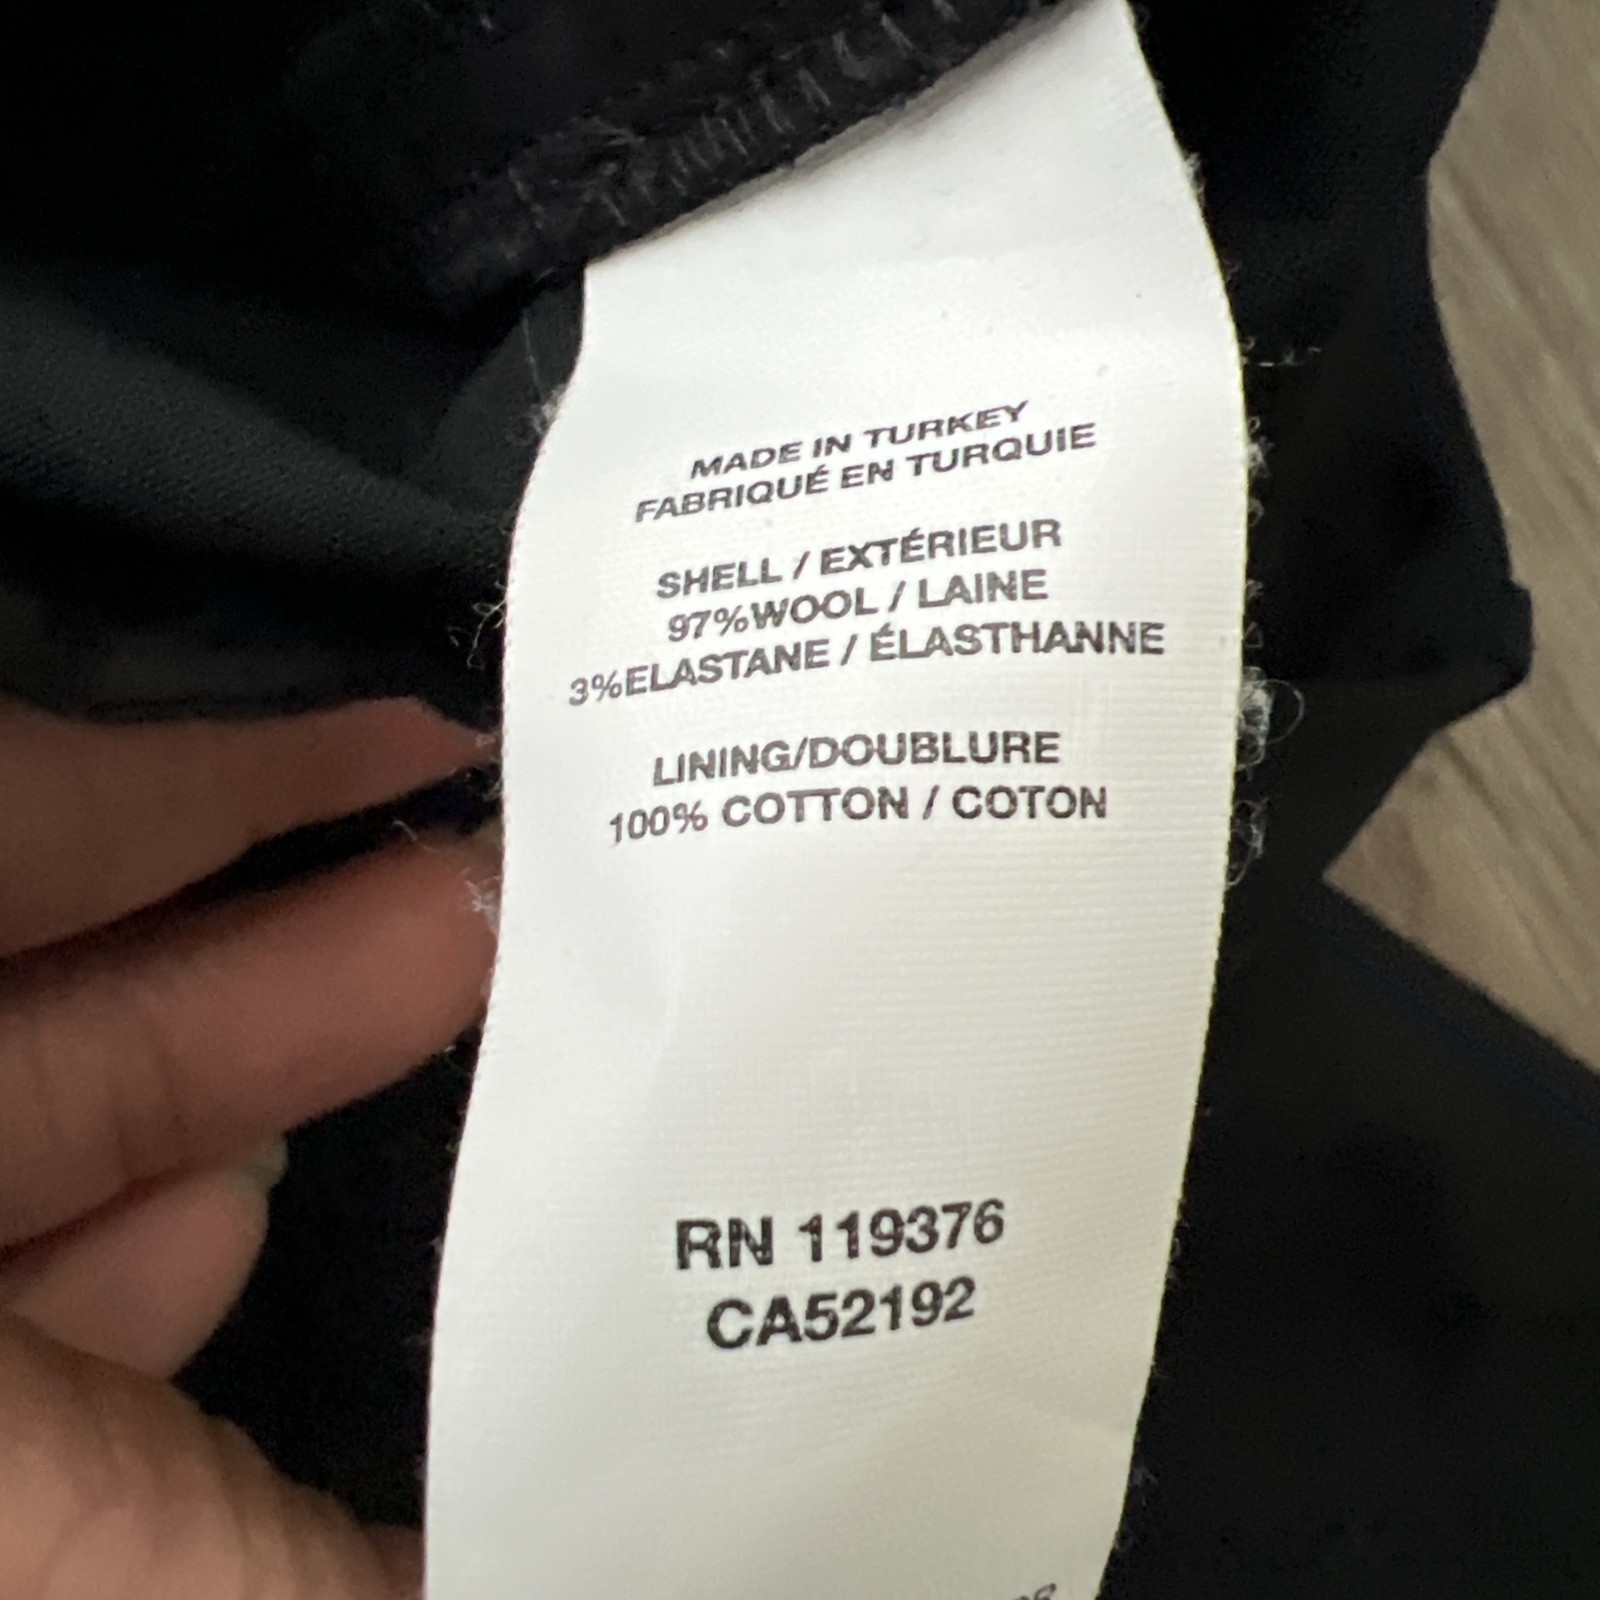 MADE IN TURKEY
FABRIQUÉ EN TURQUIE
SHELL / EXTÉRIEUR
97%WOOL / LAINE
3%ELASTANE / ÉLASTHANNE
LINING/DOUBLURE
100% COTTON / COTON
RN 119376
CA52192